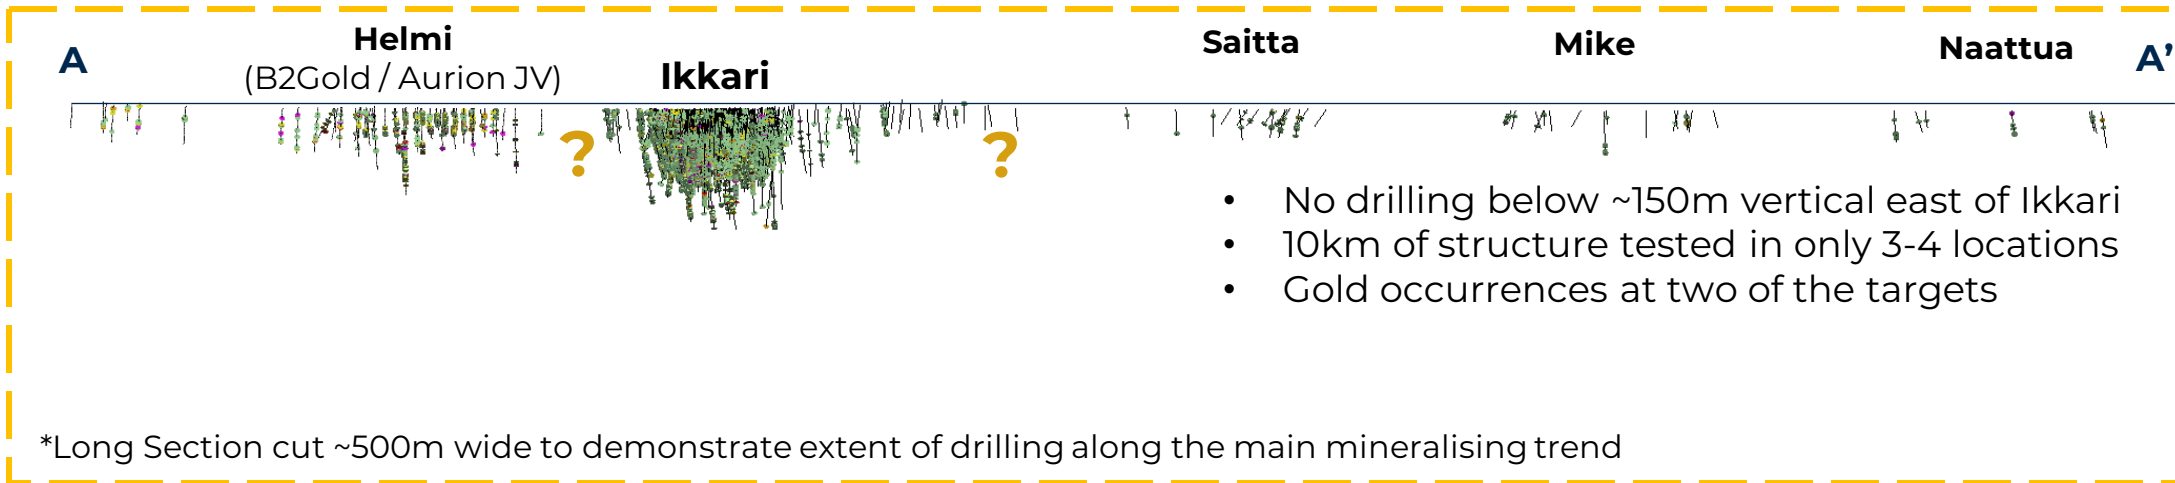 A
Helmi
(B2Gold / Aurion JV)
Ikkari
Saitta
Mike
Naattua
A’
?
?
• No drilling below ~150m vertical east of Ikkari
• 10km of structure tested in only 3-4 locations
• Gold occurrences at two of the targets
*Long Section cut ~500m wide to demonstrate extent of drilling along the main mineralising trend